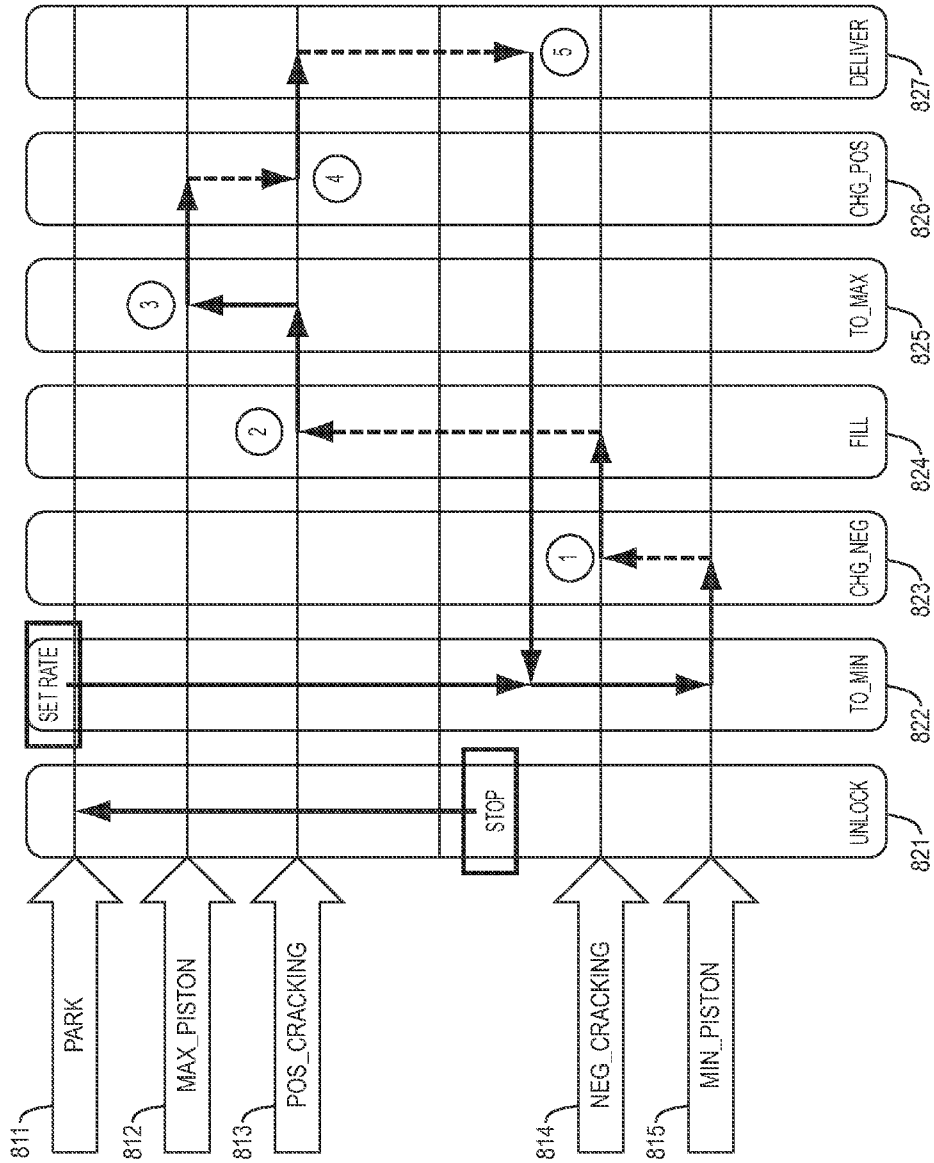 811
PARK
812
MAX_PISTON
813
POS_CRACKING
814
NEG_CRACKING
815
MIN_PISTON
SET RATE
STOP
1
2
3
4
5
UNLOCK
TO_MIN
CHG_NEG
FILL
TO_MAX
CHG_POS
DELIVER
821
822
823
824
825
826
827